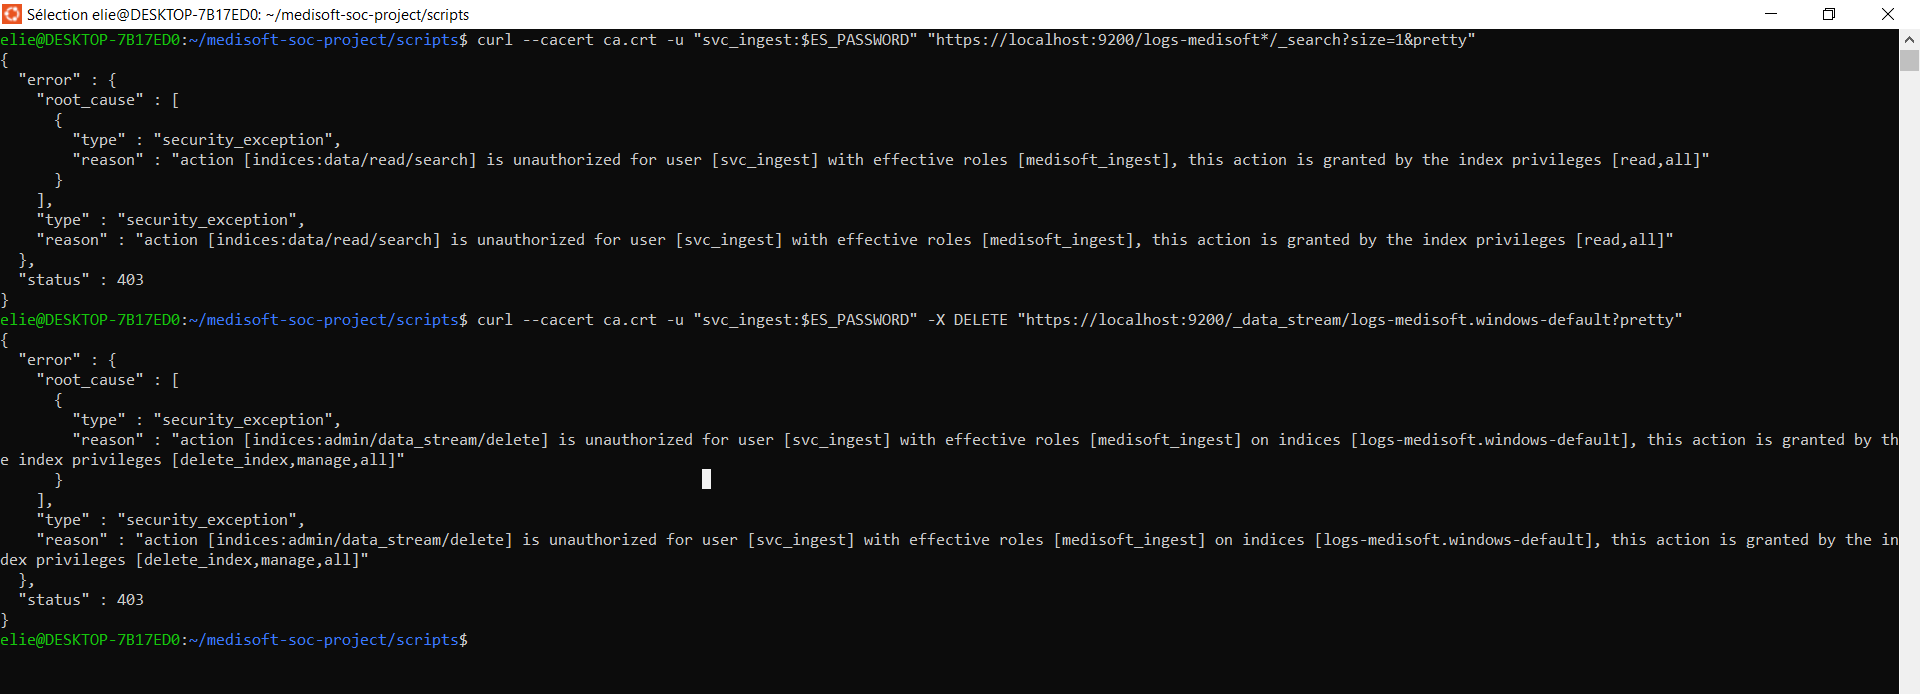 Sélection elie@DESKTOP-7B17ED0: ~/medisoft-soc-project/scripts
elie@DESKTOP-7B17ED0:~/medisoft-soc-project/scripts$ curl --cacert ca.crt -u "svc_ingest:$ES_PASSWORD" "https://localhost:9200/logs-medisoft*/_search?size=1&pretty"
{
  "error" : {
    "root_cause" : [
      {
        "type" : "security_exception",
        "reason" : "action [indices:data/read/search] is unauthorized for user [svc_ingest] with effective roles [medisoft_ingest], this action is granted by the index privileges [read,all]"
      }
    ],
    "type" : "security_exception",
    "reason" : "action [indices:data/read/search] is unauthorized for user [svc_ingest] with effective roles [medisoft_ingest], this action is granted by the index privileges [read,all]"
  },
  "status" : 403
}
elie@DESKTOP-7B17ED0:~/medisoft-soc-project/scripts$ curl --cacert ca.crt -u "svc_ingest:$ES_PASSWORD" -X DELETE "https://localhost:9200/_data_stream/logs-medisoft.windows-default?pretty"
{
  "error" : {
    "root_cause" : [
      {
        "type" : "security_exception",
        "reason" : "action [indices:admin/data_stream/delete] is unauthorized for user [svc_ingest] with effective roles [medisoft_ingest] on indices [logs-medisoft.windows-default], this action is granted by th
e index privileges [delete_index,manage,all]"
      }
    ],
    "type" : "security_exception",
    "reason" : "action [indices:admin/data_stream/delete] is unauthorized for user [svc_ingest] with effective roles [medisoft_ingest] on indices [logs-medisoft.windows-default], this action is granted by the in
dex privileges [delete_index,manage,all]"
  },
  "status" : 403
}
elie@DESKTOP-7B17ED0:~/medisoft-soc-project/scripts$